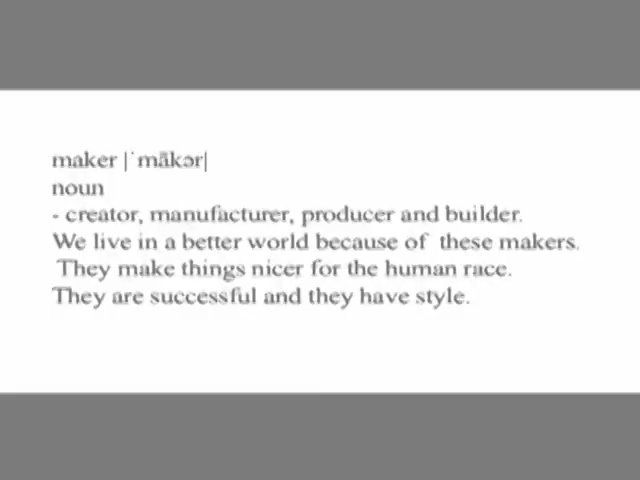 maker |ˈmākər|
noun
- creator, manufacturer, producer and builder.
We live in a better world because of these makers.
They make things nicer for the human race.
They are successful and they have style.